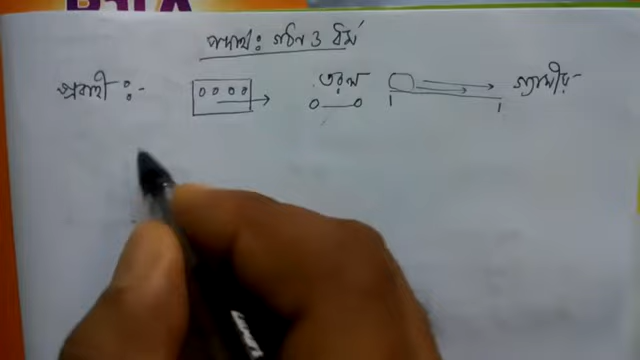 পদার্থ: গঠন ও ধর্ম
প্রবাহী :- তরল গ্যাসীয়-